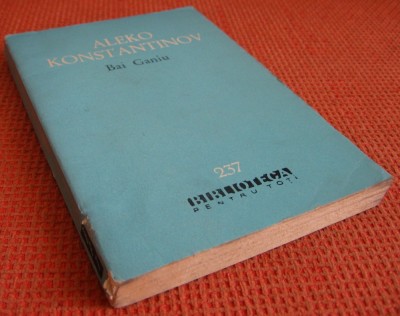 ALEKO
KONSTANTINOV
Bai Ganiu
237
BIBLIOTECA
PENTRU TOȚI